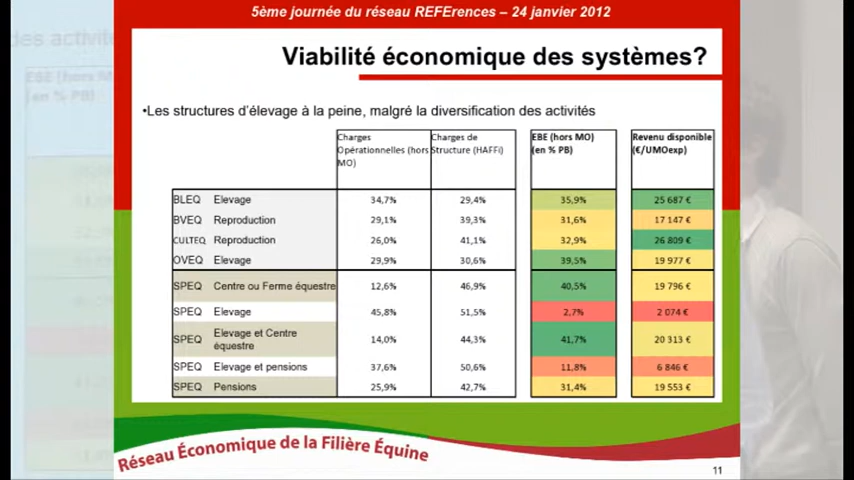 5ème journée du réseau REFErences – 24 janvier 2012
Viabilité économique des systèmes?
•Les structures d'élevage à la peine, malgré la diversification des activités
Charges Opérationnelles (hors MO) Charges de Structure (HAFFi) EBE (hors MO) (en % PB) Revenu disponible (€/UMOexp)
BLEQ Elevage 34,7% 29,4% 35,9% 25 687 €
BVEQ Reproduction 29,1% 39,3% 31,6% 17 147 €
CULTEQ Reproduction 26,0% 41,1% 32,9% 26 809 €
OVEQ Elevage 29,9% 30,6% 39,5% 19 977 €
SPEQ Centre ou Ferme équestre 12,6% 46,9% 40,5% 19 796 €
SPEQ Elevage 45,8% 51,5% 2,7% 2 074 €
SPEQ Elevage et Centre équestre 14,0% 44,3% 41,7% 20 313 €
SPEQ Elevage et pensions 37,6% 50,6% 11,8% 6 846 €
SPEQ Pensions 25,9% 42,7% 31,4% 19 553 €
Réseau Économique de la Filière Équine
11
des activité
EBE (hors MO
(en % PB)